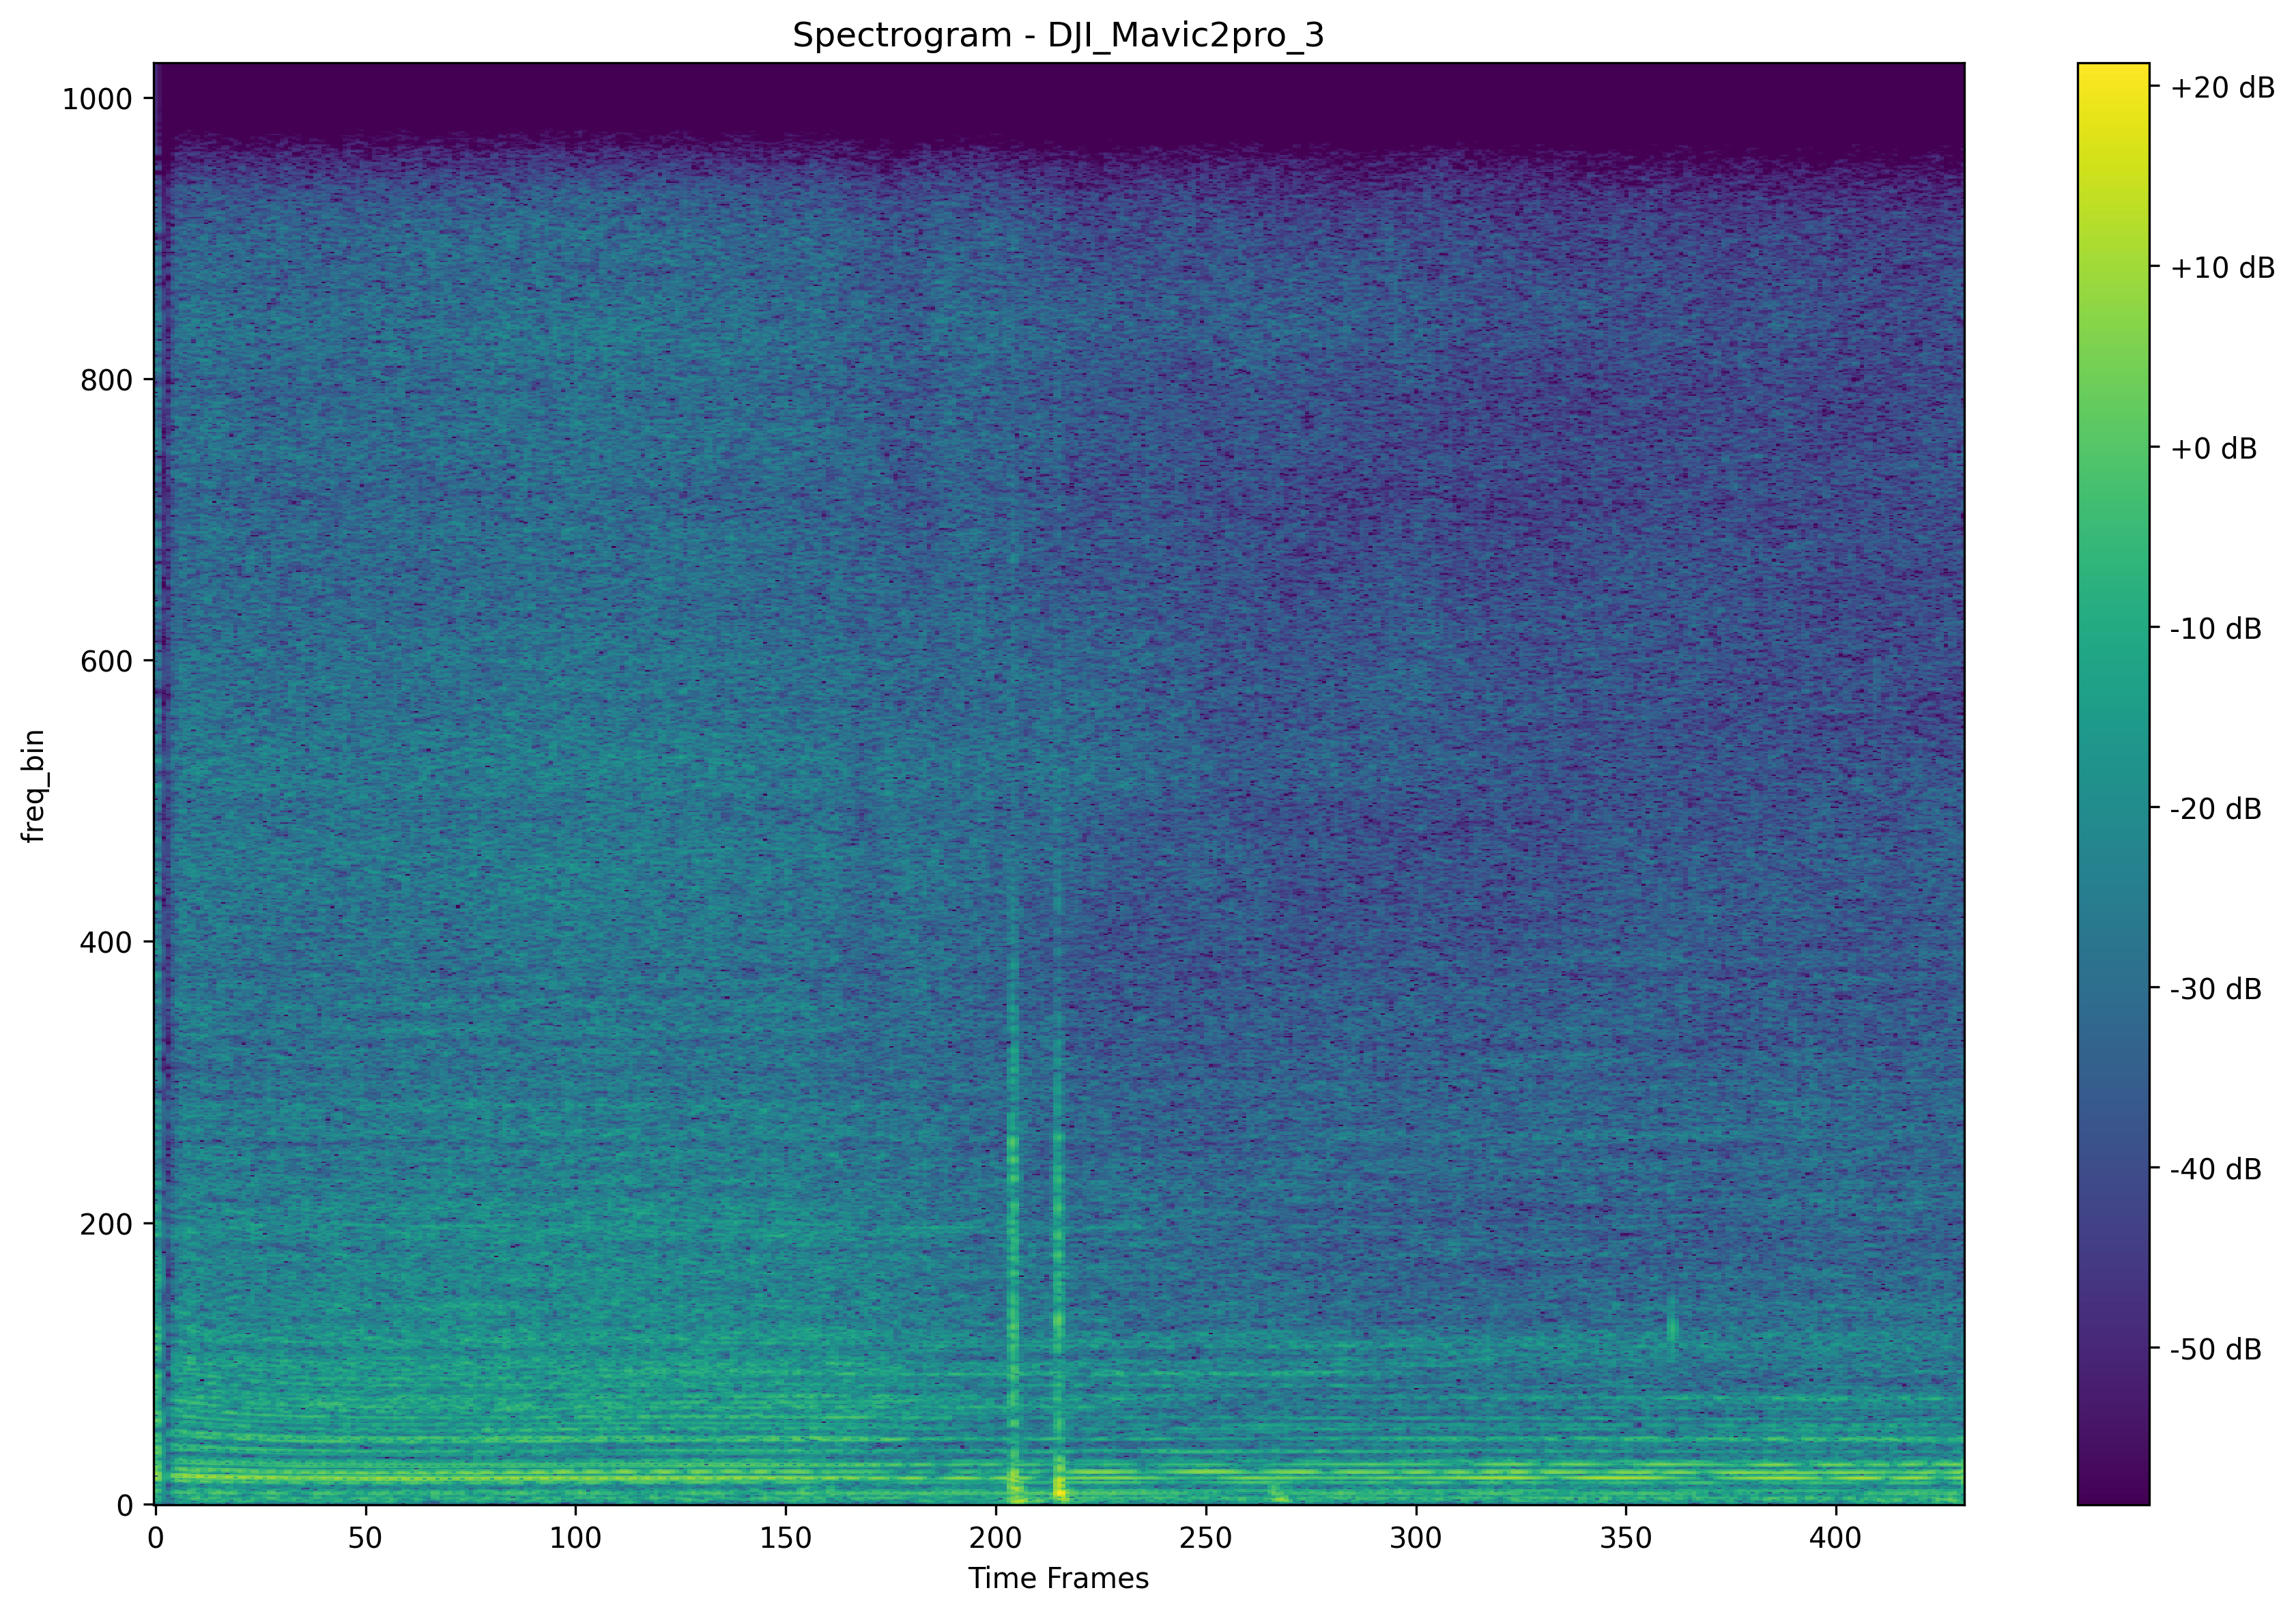 Spectrogram - DJI_Mavic2pro_3
1000
800
600
400
200
0
freq_bin
0 50 100 150 200 250 300 350 400
Time Frames
+20 dB
+10 dB
+0 dB
-10 dB
-20 dB
-30 dB
-40 dB
-50 dB